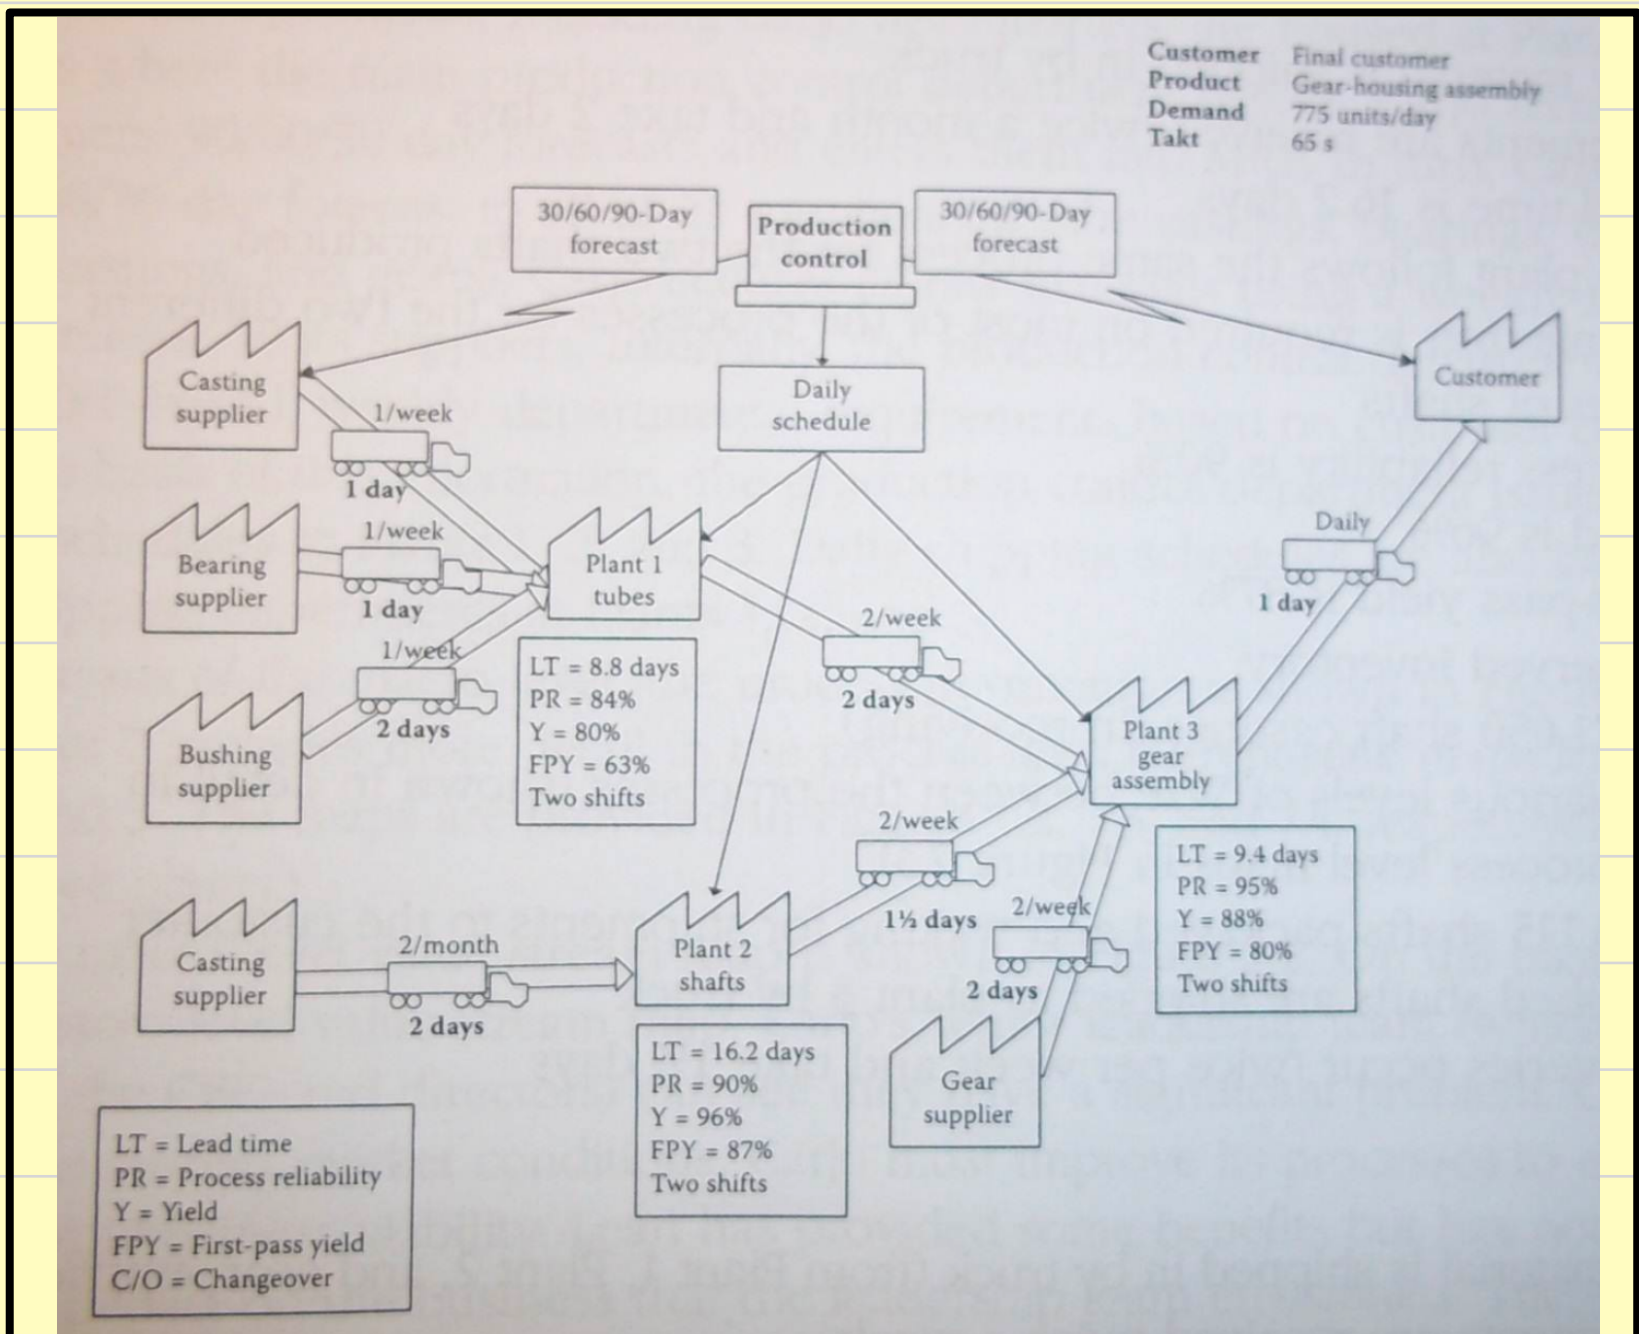 Customer Final customer
Product Gear-housing assembly
Demand 775 units/day
Takt 65 s
30/60/90-Day
forecast
Production
control
30/60/90-Day
forecast
Daily
schedule
Customer
Casting
supplier
1/week
1 day
Bearing
supplier
1/week
1 day
Bushing
supplier
1/week
2 days
Plant 1
tubes
LT = 8.8 days
PR = 84%
Y = 80%
FPY = 63%
Two shifts
2/week
2 days
Daily
1 day
Plant 3
gear
assembly
LT = 9.4 days
PR = 95%
Y = 88%
FPY = 80%
Two shifts
Casting
supplier
2/month
2 days
Plant 2
shafts
LT = 16.2 days
PR = 90%
Y = 96%
FPY = 87%
Two shifts
2/week
1½ days
2/week
2 days
Gear
supplier
LT = Lead time
PR = Process reliability
Y = Yield
FPY = First-pass yield
C/O = Changeover